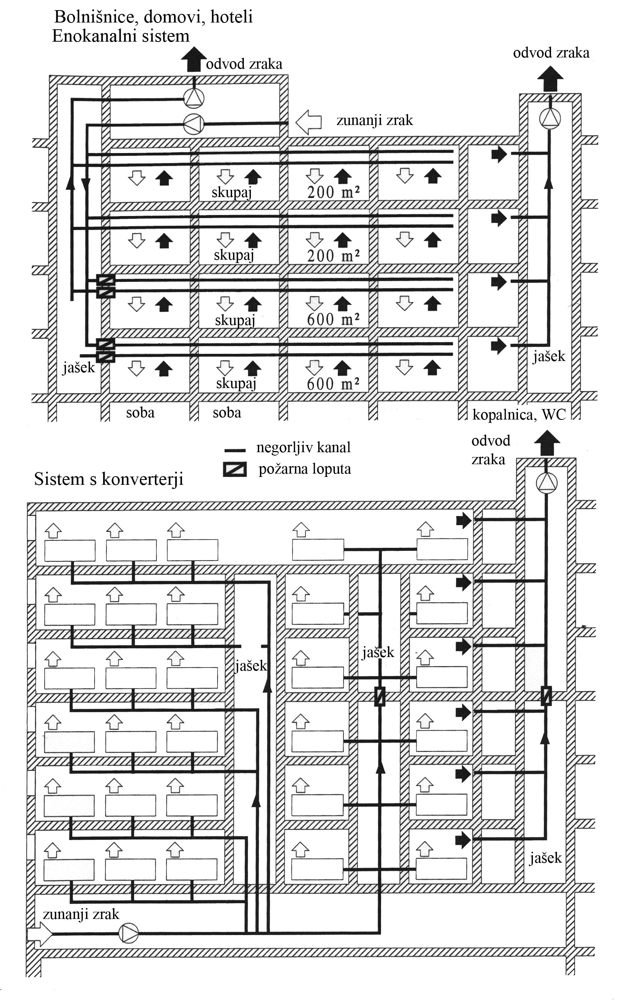 Bolnišnice, domovi, hoteli
Enokanalni sistem
odvod zraka
odvod zraka
zunanji zrak
skupaj
200 m²
skupaj
200 m²
skupaj
600 m²
jašek
jašek
skupaj
600 m²
soba
soba
kopalnica, WC
negorljiv kanal
požarna loputa
odvod
zraka
Sistem s konverterji
jašek
jašek
jašek
zunanji zrak